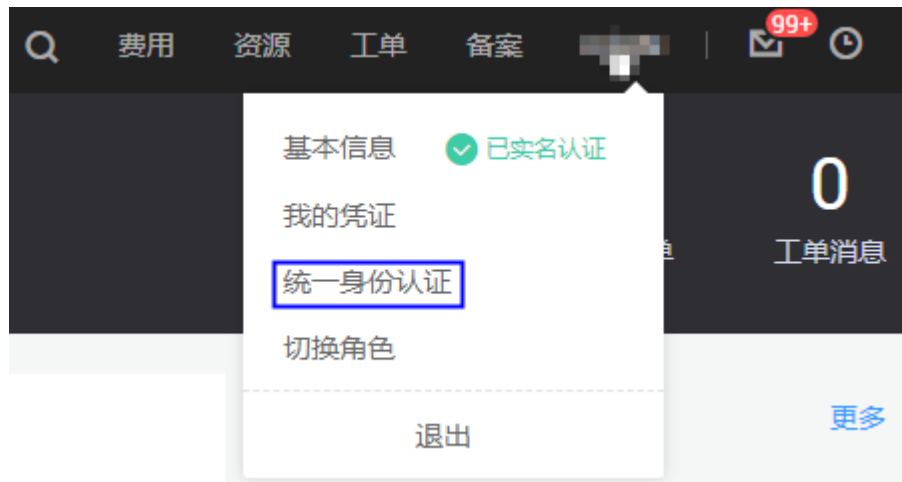 费用 资源 工单 备案 99+
基本信息 已实名认证
0
我的凭证
工单消息
统一身份认证
切换角色
更多
退出